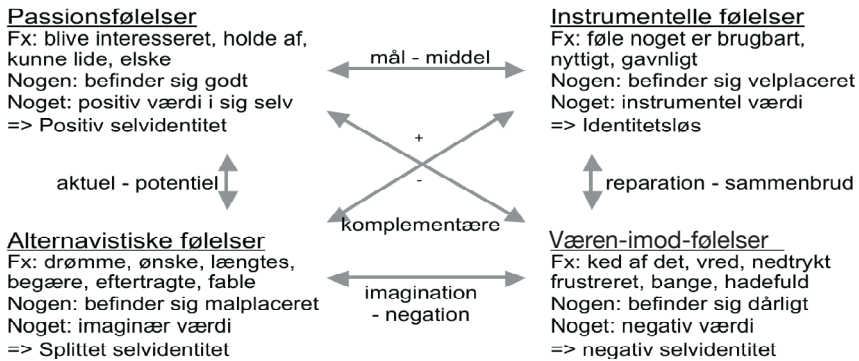 Passionsfølelser
Fx: blive interesseret, holde af,
kunne lide, elske
Nogen: befinder sig godt
Noget: positiv værdi i sig selv
=> Positiv selvidentitet
mål - middel
Instrumentelle følelser
Fx: føle noget er brugbart,
nyttigt, gavnligt
Nogen: befinder sig velplaceret
Noget: instrumentel værdi
=> Identitetsløs
+
-
aktuel - potentiel
reparation - sammenbrud
komplementære
Alternavistiske følelser
Fx: drømme, ønske, længtes,
begære, eftertragte, fable
Nogen: befinder sig malplaceret
Noget: imaginær værdi
=> Splittet selvidentitet
imagination
- negation
Væren-imod-følelser
Fx: ked af det, vred, nedtrykt
frustreret, bange, hadefuld
Nogen: befinder sig dårligt
Noget: negativ værdi
=> negativ selvidentitet